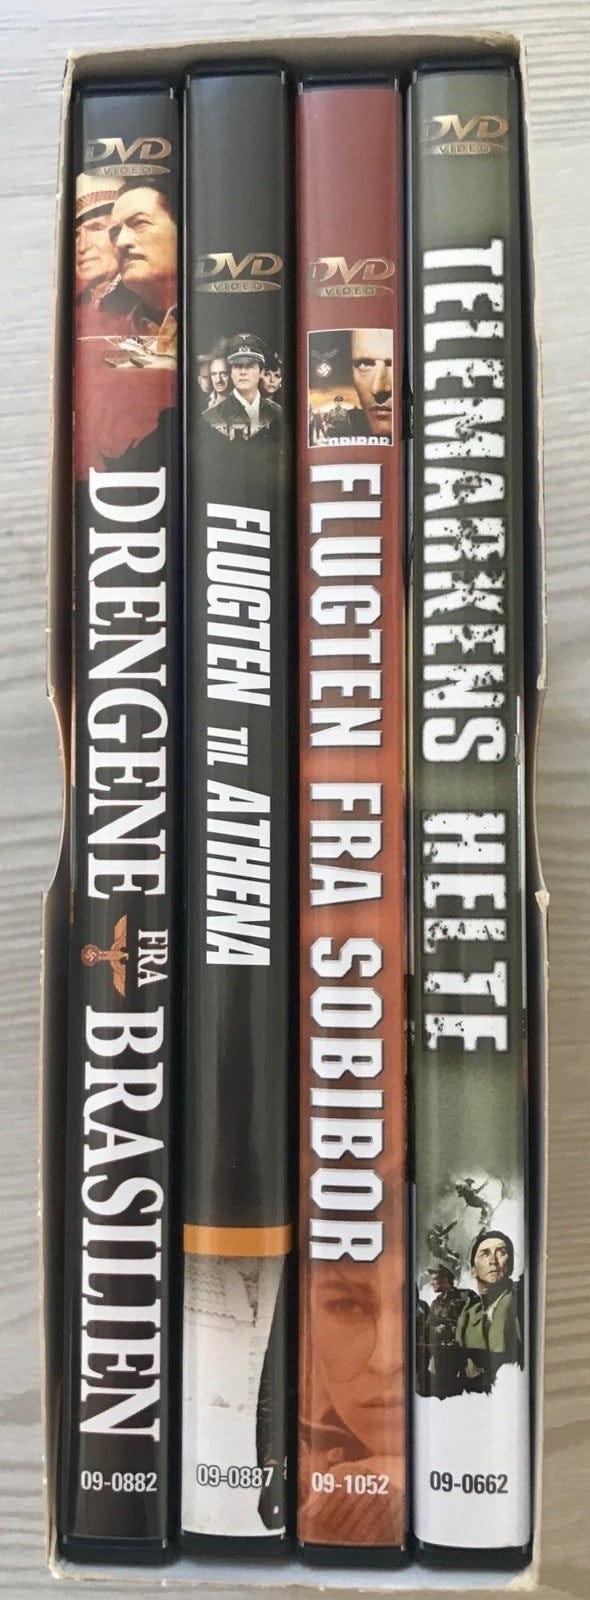 DVD
VIDEO
DRENGENE FRA BRASILIEN
09-0882
DVD
VIDEO
FLUGTEN TIL ATHENA
09-0887
DVD
VIDEO
SOBIBOR
FLUGTEN FRA SOBIBOR
09-1052
DVD
VIDEO
TELEMARKENS HELTE
09-0662